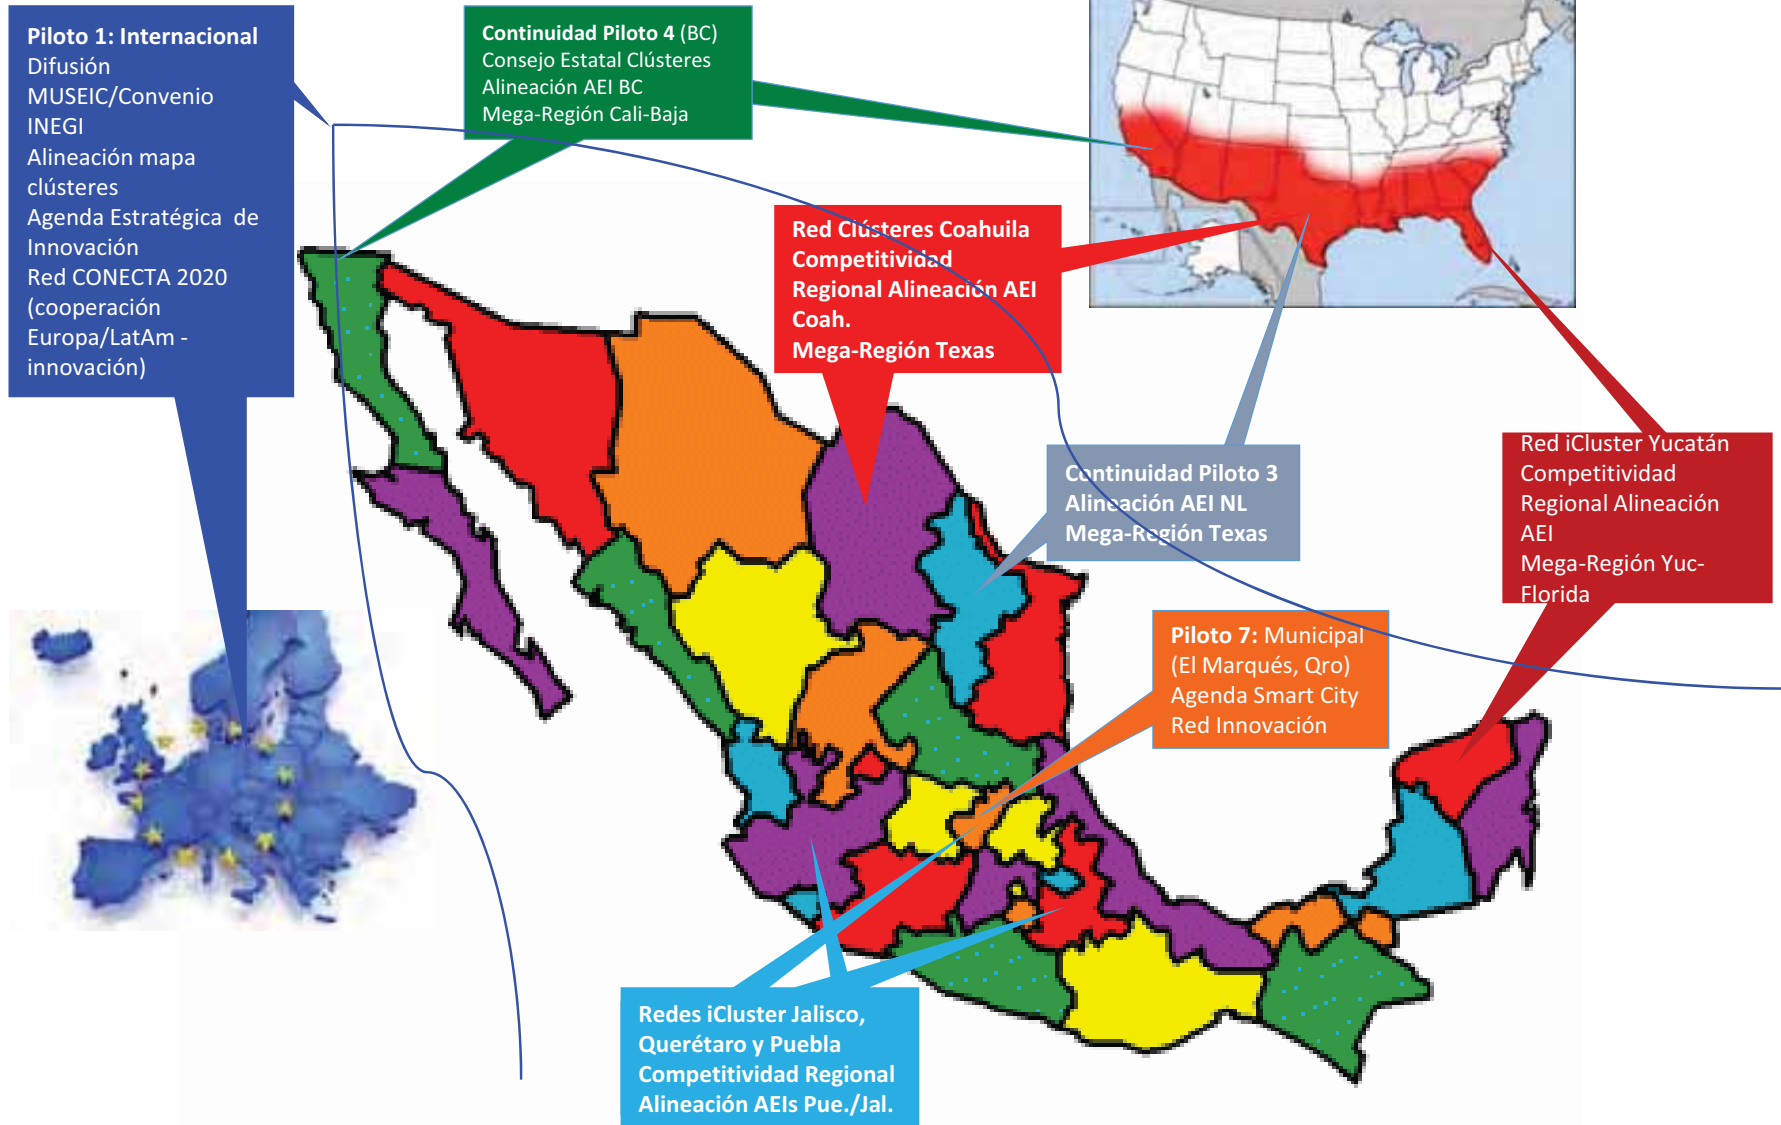 Piloto 1: Internacional
Difusión
MUSEIC/Convenio
INEGI
Alineación mapa
clústeres
Agenda Estratégica de
Innovación
Red CONECTA 2020
(cooperación
Europa/LatAm -
innovación)
Continuidad Piloto 4 (BC)
Consejo Estatal Clústeres
Alineación AEI BC
Mega-Región Cali-Baja
Red Clústeres Coahuila
Competitividad
Regional Alineación AEI
Coah.
Mega-Región Texas
Continuidad Piloto 3
Alineación AEI NL
Mega-Región Texas
Red iCluster Yucatán
Competitividad
Regional Alineación
AEI
Mega-Región Yuc-
Florida
Piloto 7: Municipal
(El Marqués, Qro)
Agenda Smart City
Red Innovación
Redes iCluster Jalisco,
Querétaro y Puebla
Competitividad Regional
Alineación AEIs Pue./Jal.